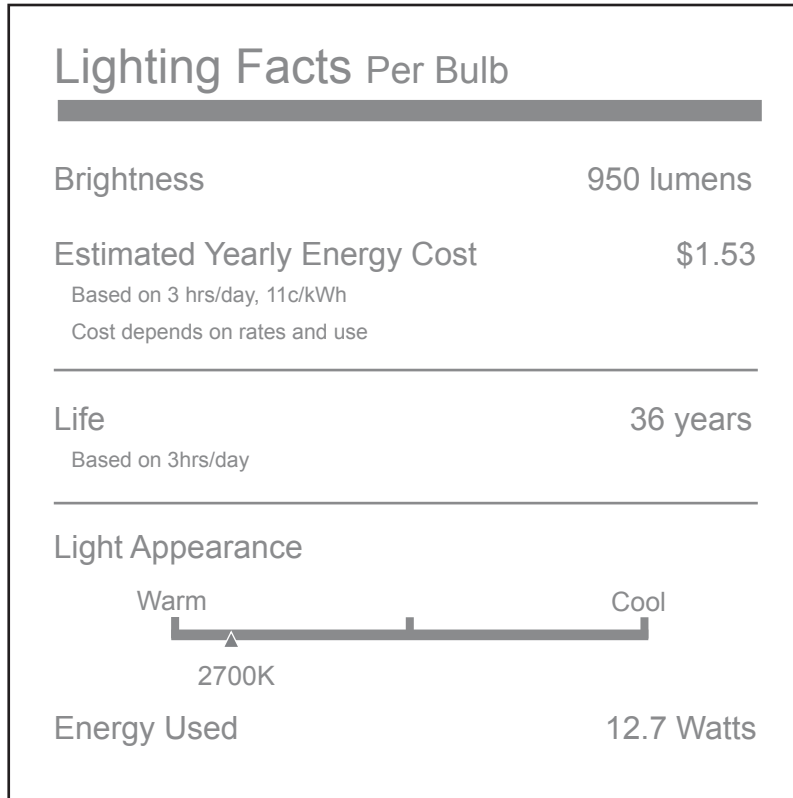 Lighting Facts Per Bulb
Brightness 950 lumens
Estimated Yearly Energy Cost $1.53
Based on 3 hrs/day, 11c/kWh
Cost depends on rates and use
Life 36 years
Based on 3hrs/day
Light Appearance
Warm Cool
2700K
Energy Used 12.7 Watts